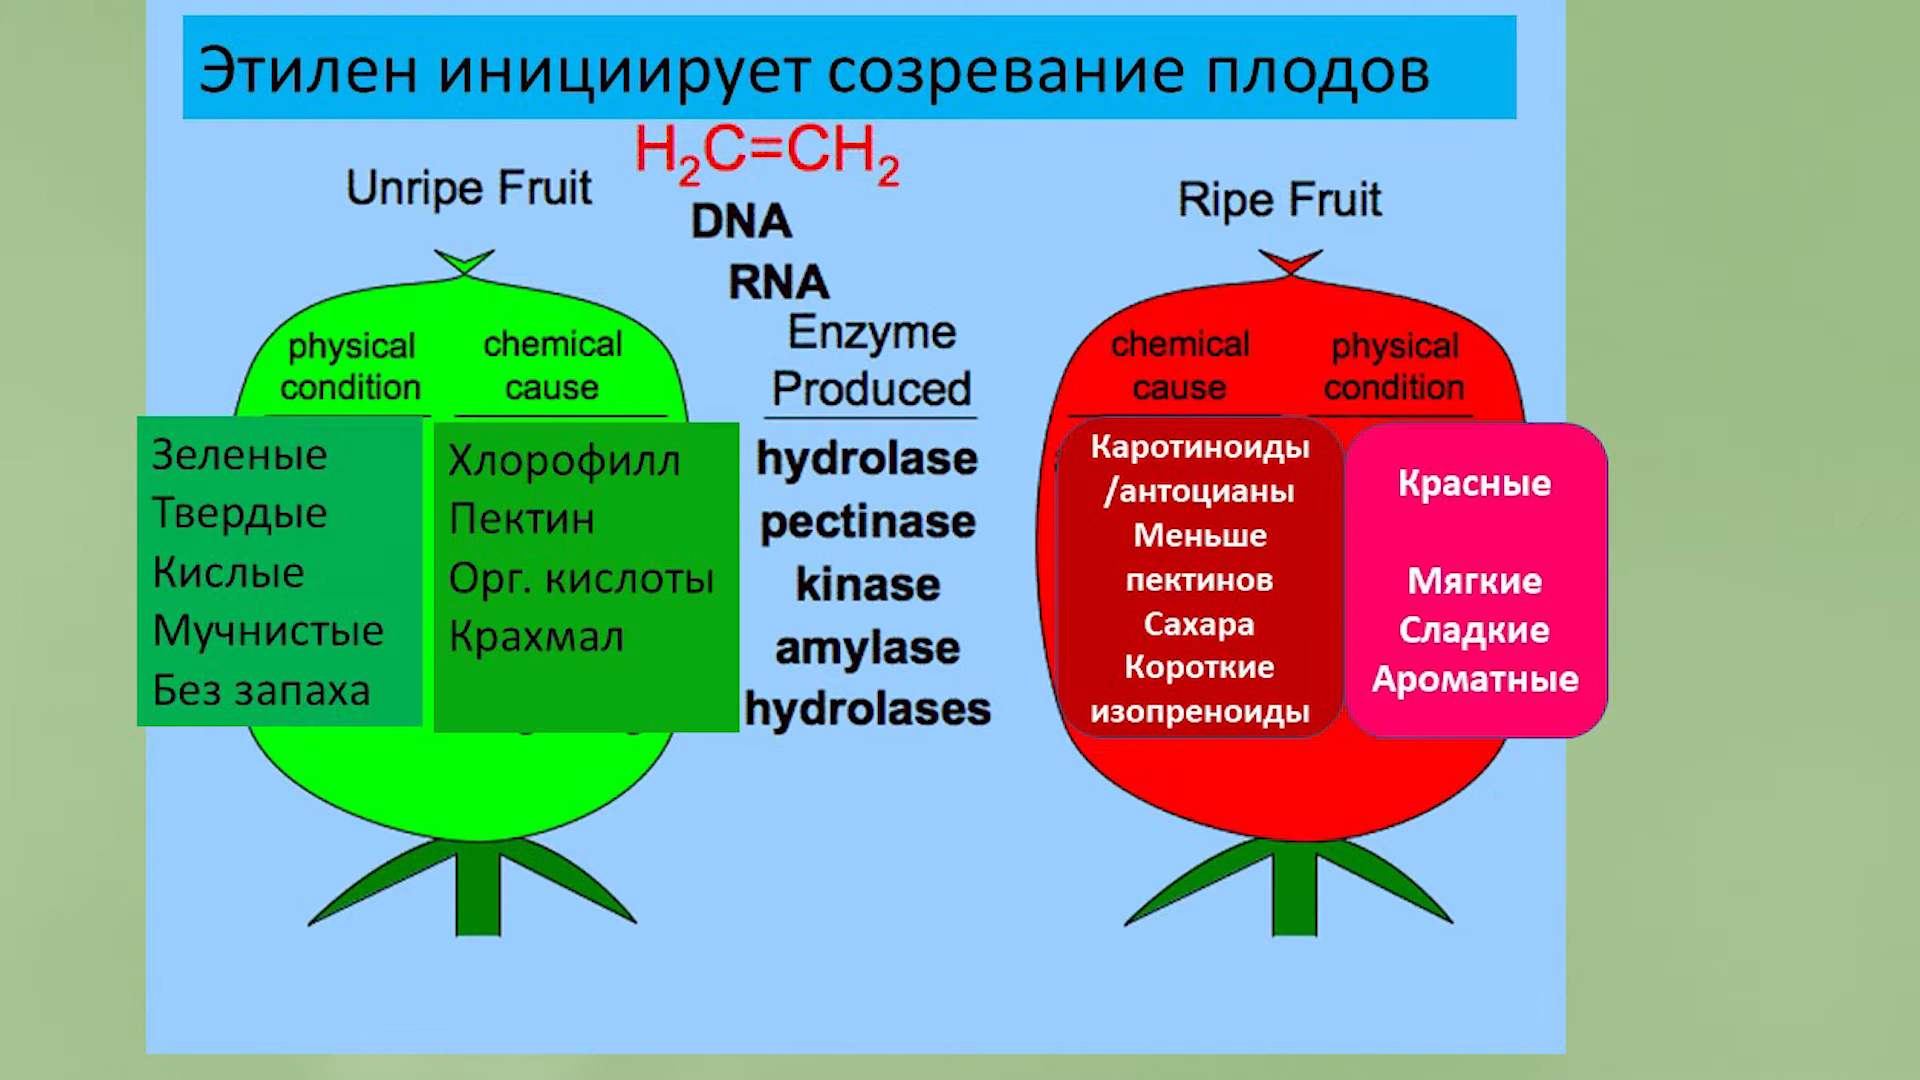 Этилен инициирует созревание плодов
H₂C=CH₂
Unripe Fruit
DNA
RNA
Enzyme
Produced
Ripe Fruit
physical
condition
chemical
cause
Зеленые
Твердые
Кислые
Мучнистые
Без запаха
Хлорофилл
Пектин
Орг. кислоты
Крахмал
hydrolase
pectinase
kinase
amylase
hydrolases
chemical
cause
physical
condition
Каротиноиды
/антоцианы
Меньше
пектинов
Сахара
Короткие
изопреноиды
Красные
Мягкие
Сладкие
Ароматные